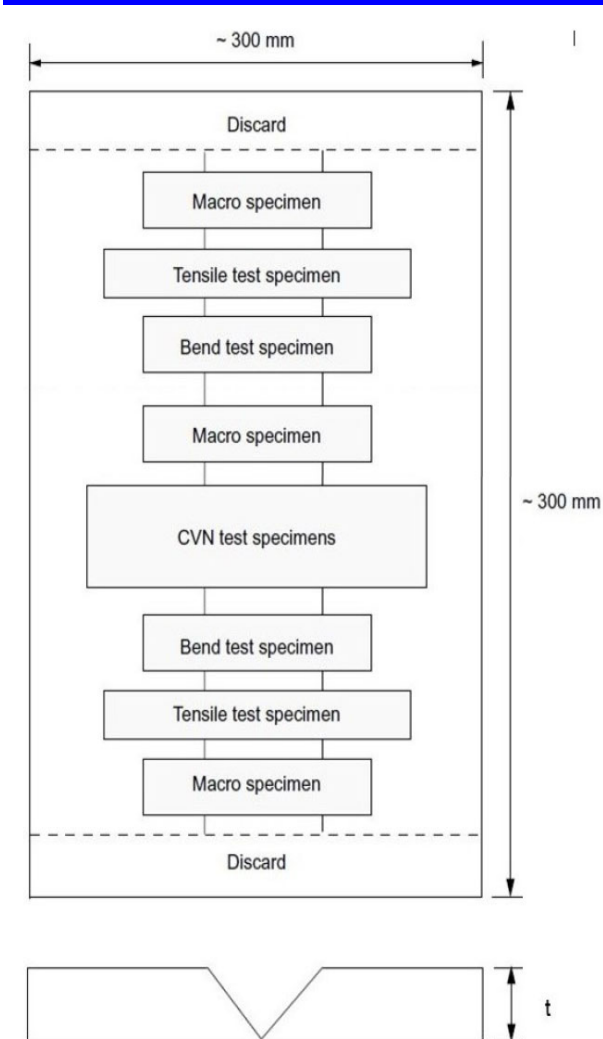 ~ 300 mm
Discard
Macro specimen
Tensile test specimen
Bend test specimen
Macro specimen
CVN test specimens
~ 300 mm
Bend test specimen
Tensile test specimen
Macro specimen
Discard
t